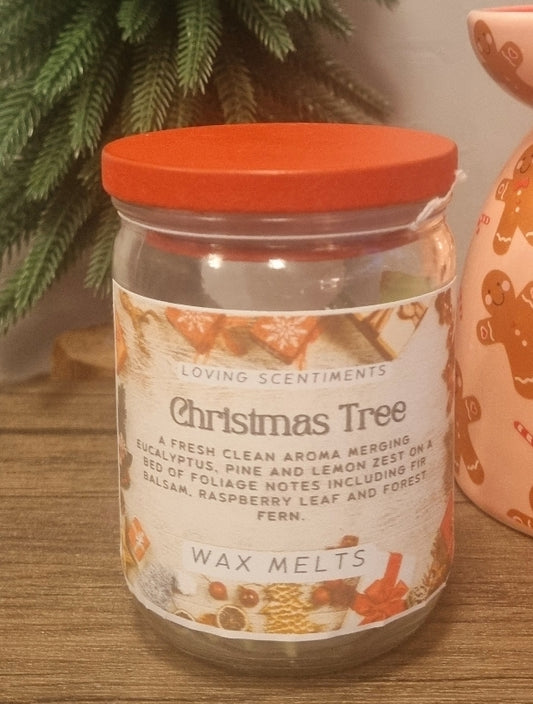 LOVING SCENTIMENTS
Christmas Tree
A FRESH CLEAN AROMA MERGING
EUCALYPTUS, PINE AND LEMON ZEST ON A
BED OF FOLIAGE NOTES INCLUDING FIR
BALSAM, RASPBERRY LEAF AND FOREST
FERN.
WAX MELTS